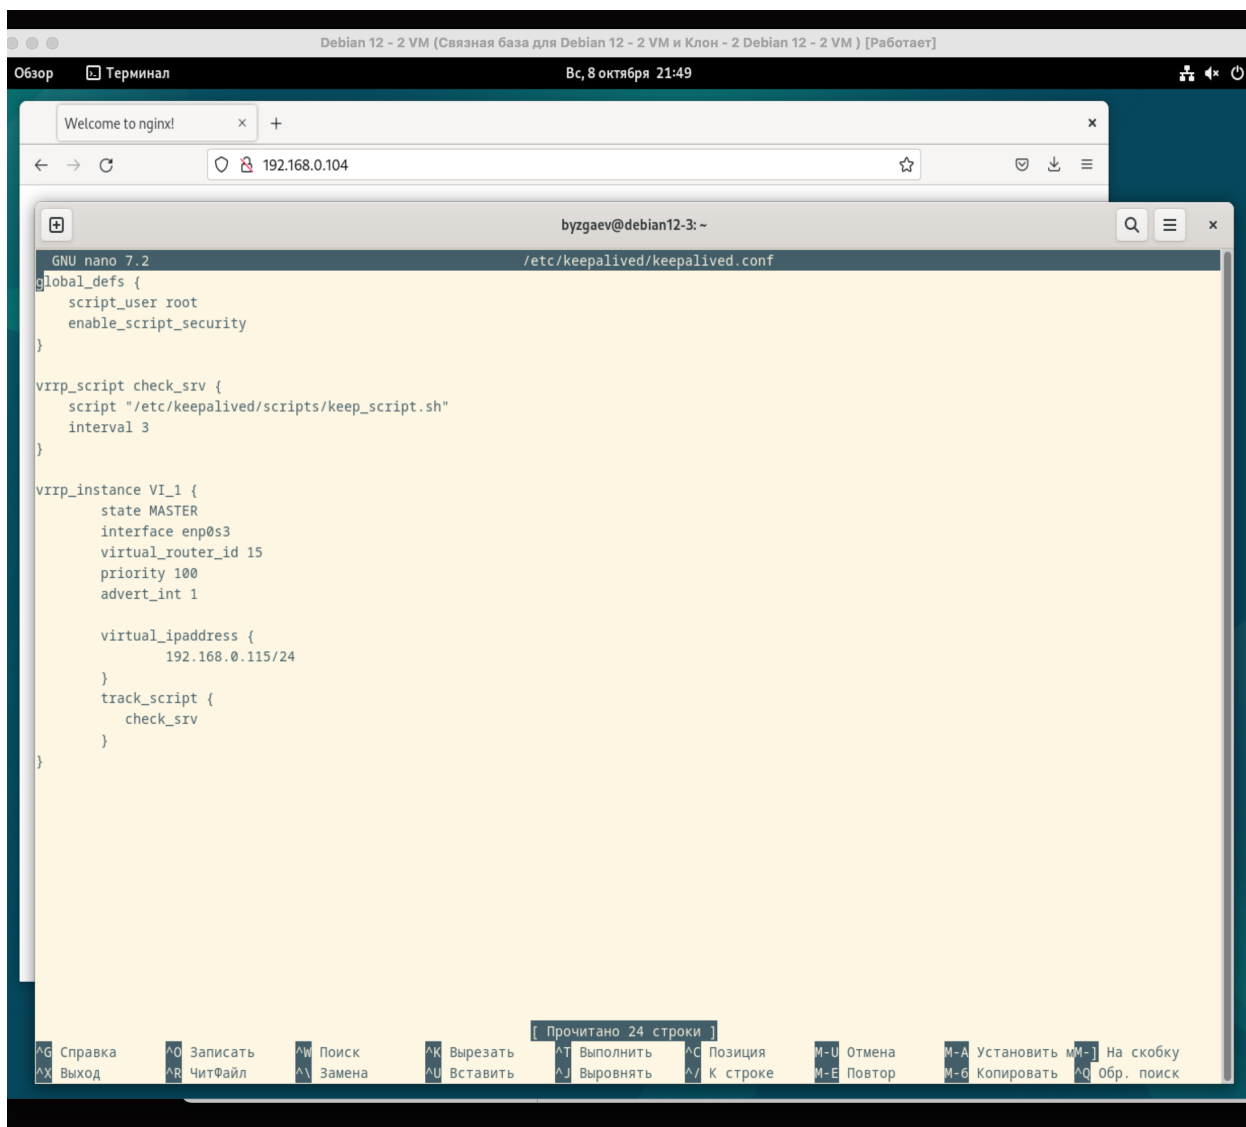 Debian 12 - 2 VM (Связная база для Debian 12 - 2 VM и Клон - 2 Debian 12 - 2 VM ) [Работает]
Обзор Терминал Вс, 8 октября 21:49
Welcome to nginx!
192.168.0.104
byzgaev@debian12-3: ~
GNU nano 7.2 /etc/keepalived/keepalived.conf
global_defs {
script_user root
enable_script_security
}
vrrp_script check_srv {
script "/etc/keepalived/scripts/keep_script.sh"
interval 3
}
vrrp_instance VI_1 {
state MASTER
interface enp0s3
virtual_router_id 15
priority 100
advert_int 1
virtual_ipaddress {
192.168.0.115/24
}
track_script {
check_srv
}
}
[ Прочитано 24 строки ]
^G Справка ^O Записать ^W Поиск ^K Вырезать ^T Выполнить ^C Позиция M-U Отмена M-A Установить м M-] На скобку
^X Выход ^R ЧитФайл ^\ Замена ^U Вставить ^J Выровнять ^/ К строке M-E Повтор M-6 Копировать ^Q Обр. поиск